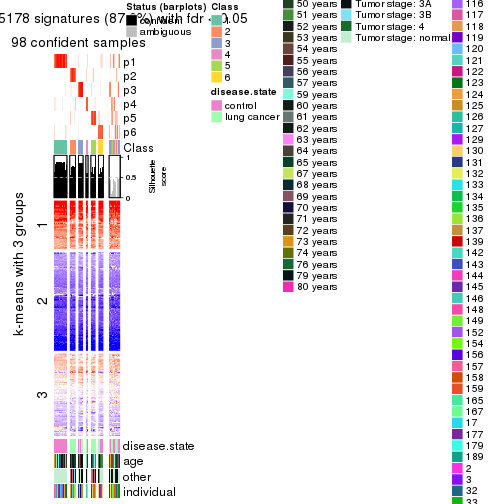 5178 signatures (87.%) with fdr < 0.05
98 confident samples
p1
p2
p3
p4
p5
p6
Class
1
0.5
0
Silhouette
score
k-means with 3 groups
1
2
3
disease.state
age
other
individual
Status (barplots)
confident
ambiguous
Class
1
2
3
4
5
6
disease.state
control
lung cancer
50 years
51 years
52 years
53 years
54 years
55 years
56 years
57 years
59 years
60 years
61 years
62 years
63 years
64 years
65 years
67 years
68 years
69 years
70 years
71 years
72 years
73 years
74 years
76 years
79 years
80 years
Tumor stage: 3A
Tumor stage: 3B
Tumor stage: 4
Tumor stage: normal
116
117
118
119
120
121
122
123
124
125
126
127
129
130
131
132
133
134
135
136
137
139
142
143
144
145
146
148
149
152
154
156
157
158
159
165
167
17
177
179
189
2
3
32
33